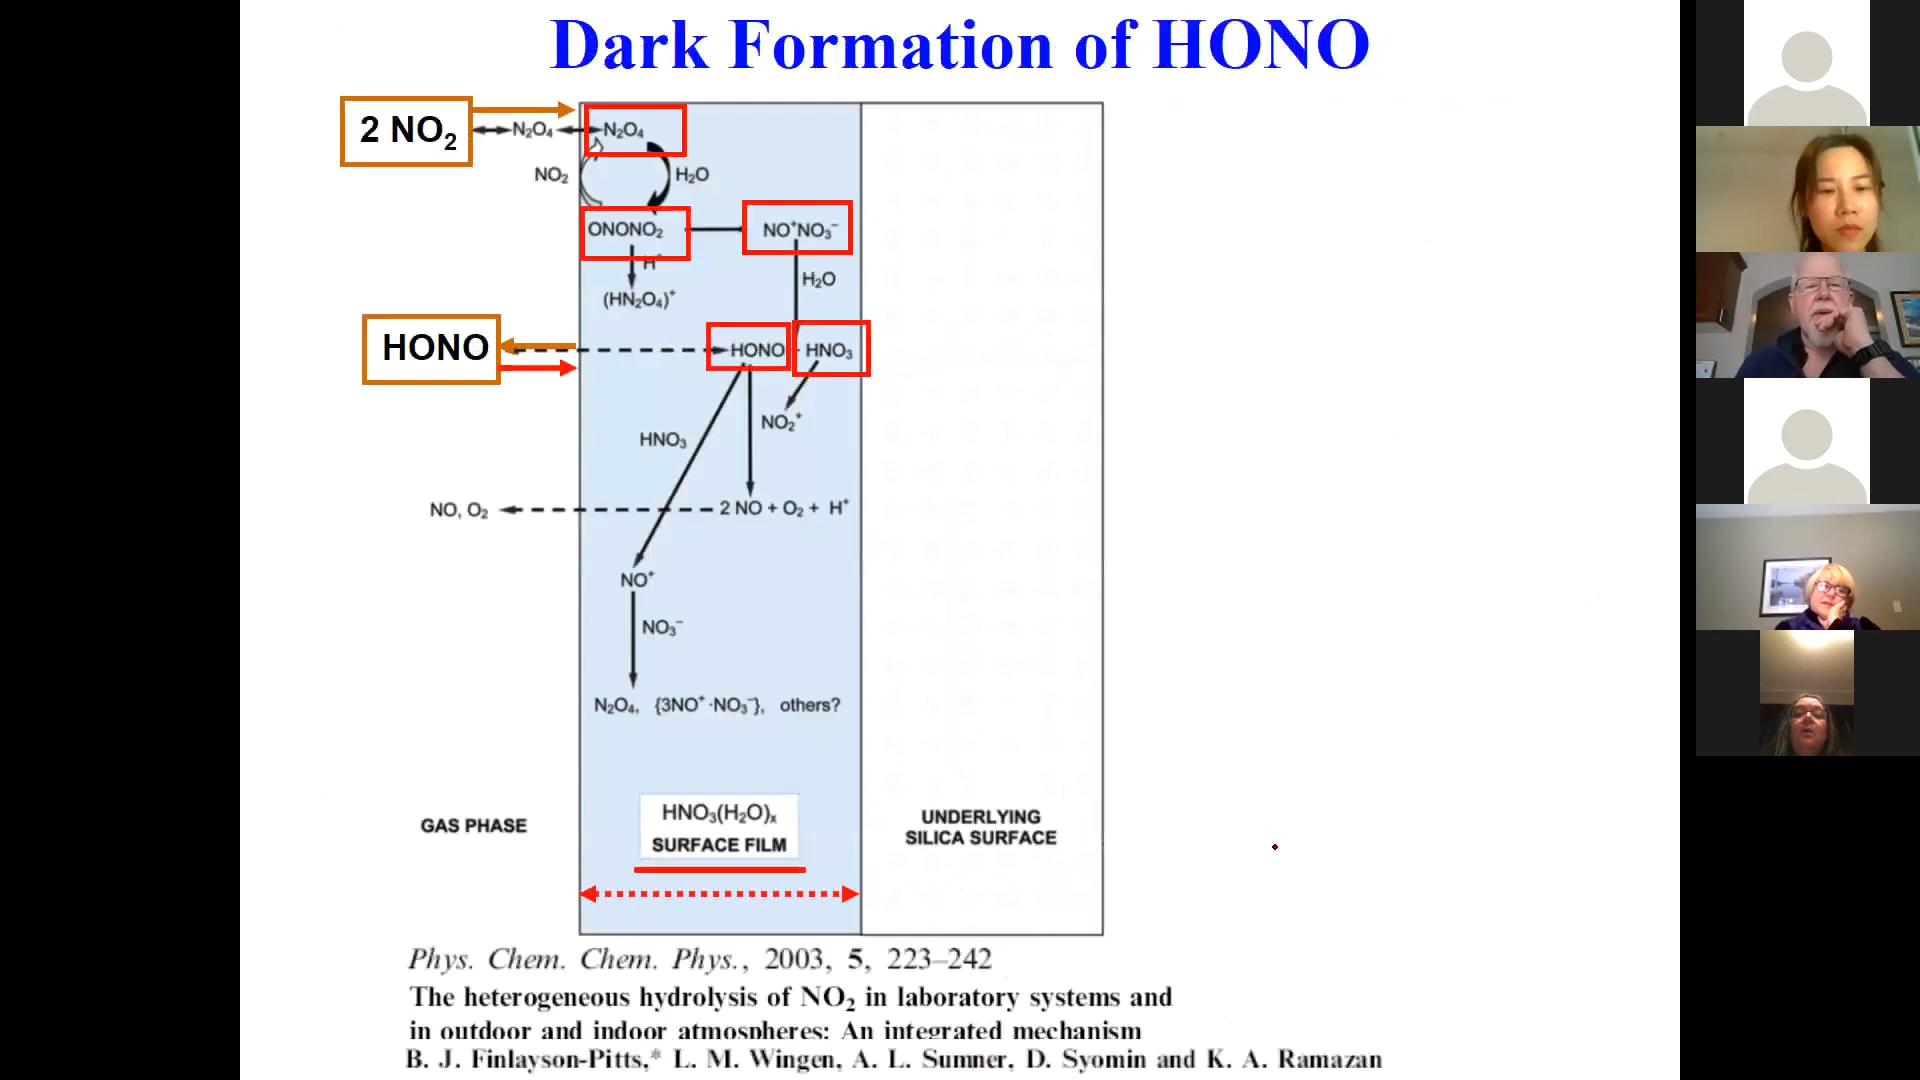 Dark Formation of HONO
2 NO₂
N₂O₄
N₂O₄
NO₂
H₂O
ONONO₂
NO⁺NO₃⁻
H⁺
H₂O
(HN₂O₄)⁺
HONO
HONO
HNO₃
NO₂⁺
HNO₃
NO, O₂
2 NO + O₂ + H⁺
NO⁺
NO₃⁻
N₂O₄, {3NO⁺·NO₃⁻}, others?
GAS PHASE
HNO₃(H₂O)ₓ
SURFACE FILM
UNDERLYING
SILICA SURFACE
Phys. Chem. Chem. Phys., 2003, 5, 223–242
The heterogeneous hydrolysis of NO₂ in laboratory systems and
in outdoor and indoor atmospheres: An integrated mechanism
B. J. Finlayson-Pitts,* L. M. Wingen, A. L. Sumner, D. Syomin and K. A. Ramazan